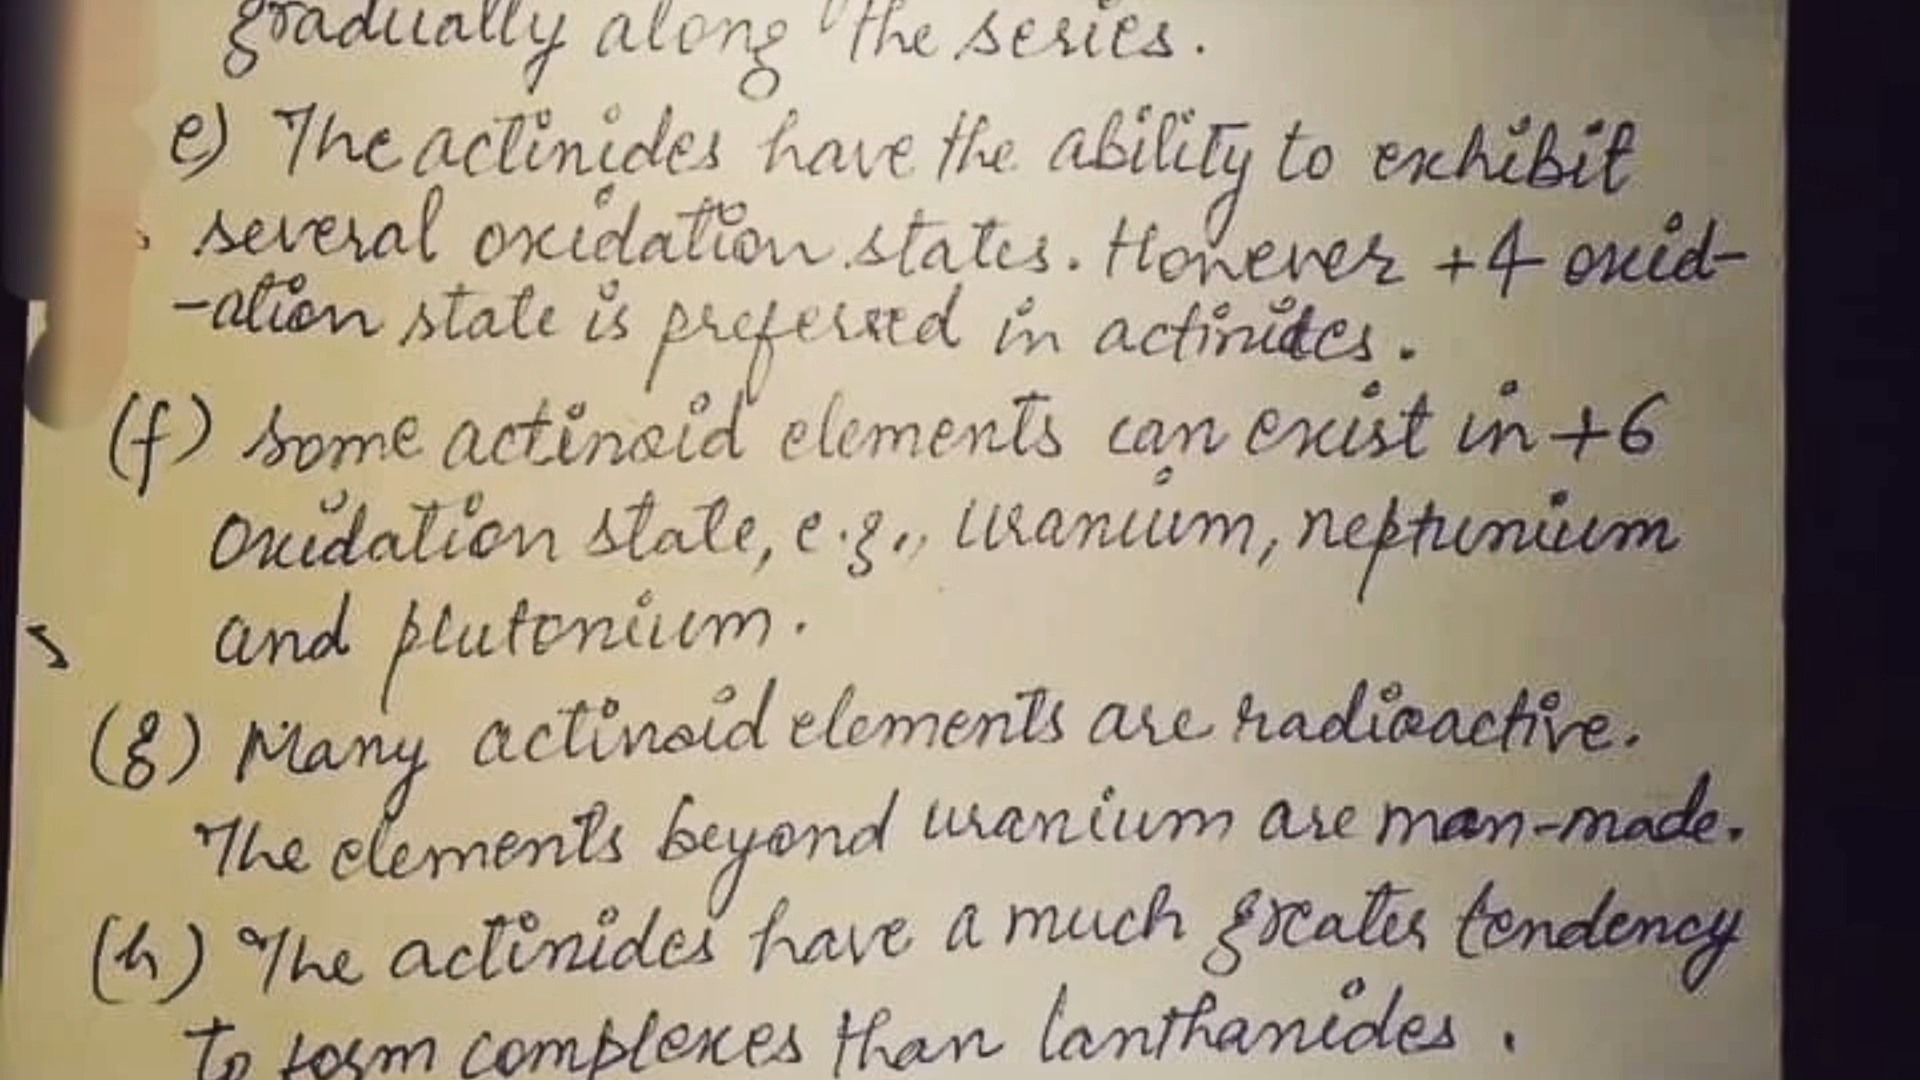 gradually along the series.
e) The actinides have the ability to exhibit
several oxidation states. However +4 oxid-
-ation state is preferred in actinides.
(f) Some actinoid elements can exist in +6
Oxidation state, e.g., uranium, neptunium
and plutonium.
(g) Many actinoid elements are radioactive.
The elements beyond uranium are man-made.
(h) The actinides have a much greater tendency
to form complexes than lanthanides.